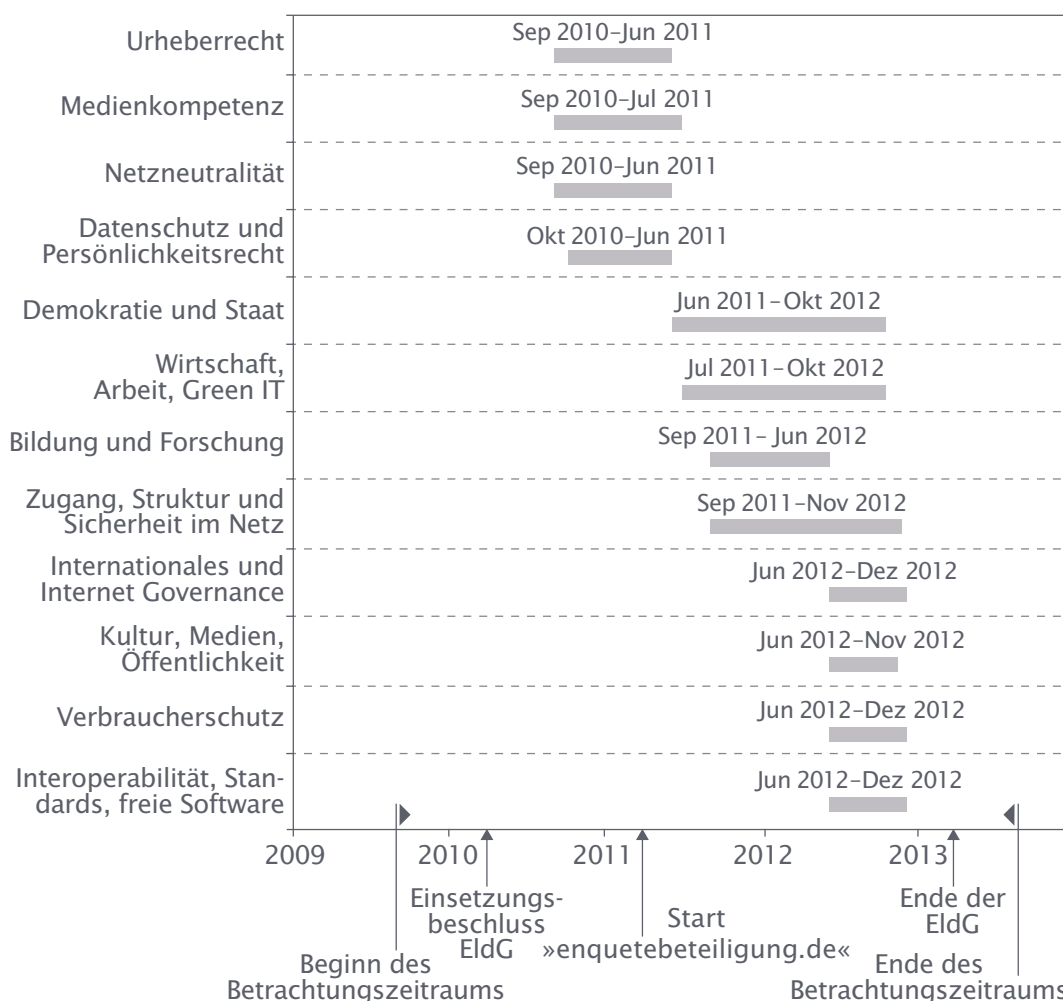 Urheberrecht
Sep 2010–Jun 2011
Medienkompetenz
Sep 2010–Jul 2011
Netzneutralität
Sep 2010–Jun 2011
Datenschutz und
Persönlichkeitsrecht
Okt 2010–Jun 2011
Demokratie und Staat
Jun 2011–Okt 2012
Wirtschaft,
Arbeit, Green IT
Jul 2011–Okt 2012
Bildung und Forschung
Sep 2011– Jun 2012
Zugang, Struktur und
Sicherheit im Netz
Sep 2011–Nov 2012
Internationales und
Internet Governance
Jun 2012–Dez 2012
Kultur, Medien,
Öffentlichkeit
Jun 2012–Nov 2012
Verbraucherschutz
Jun 2012–Dez 2012
Interoperabilität, Stan-
dards, freie Software
Jun 2012–Dez 2012
2009 2010 2011 2012 2013
Einsetzungs-
beschluss
EIdG
Start
»enquetebeteiligung.de«
Ende der
EIdG
Beginn des
Betrachtungszeitraums
Ende des
Betrachtungszeitraums